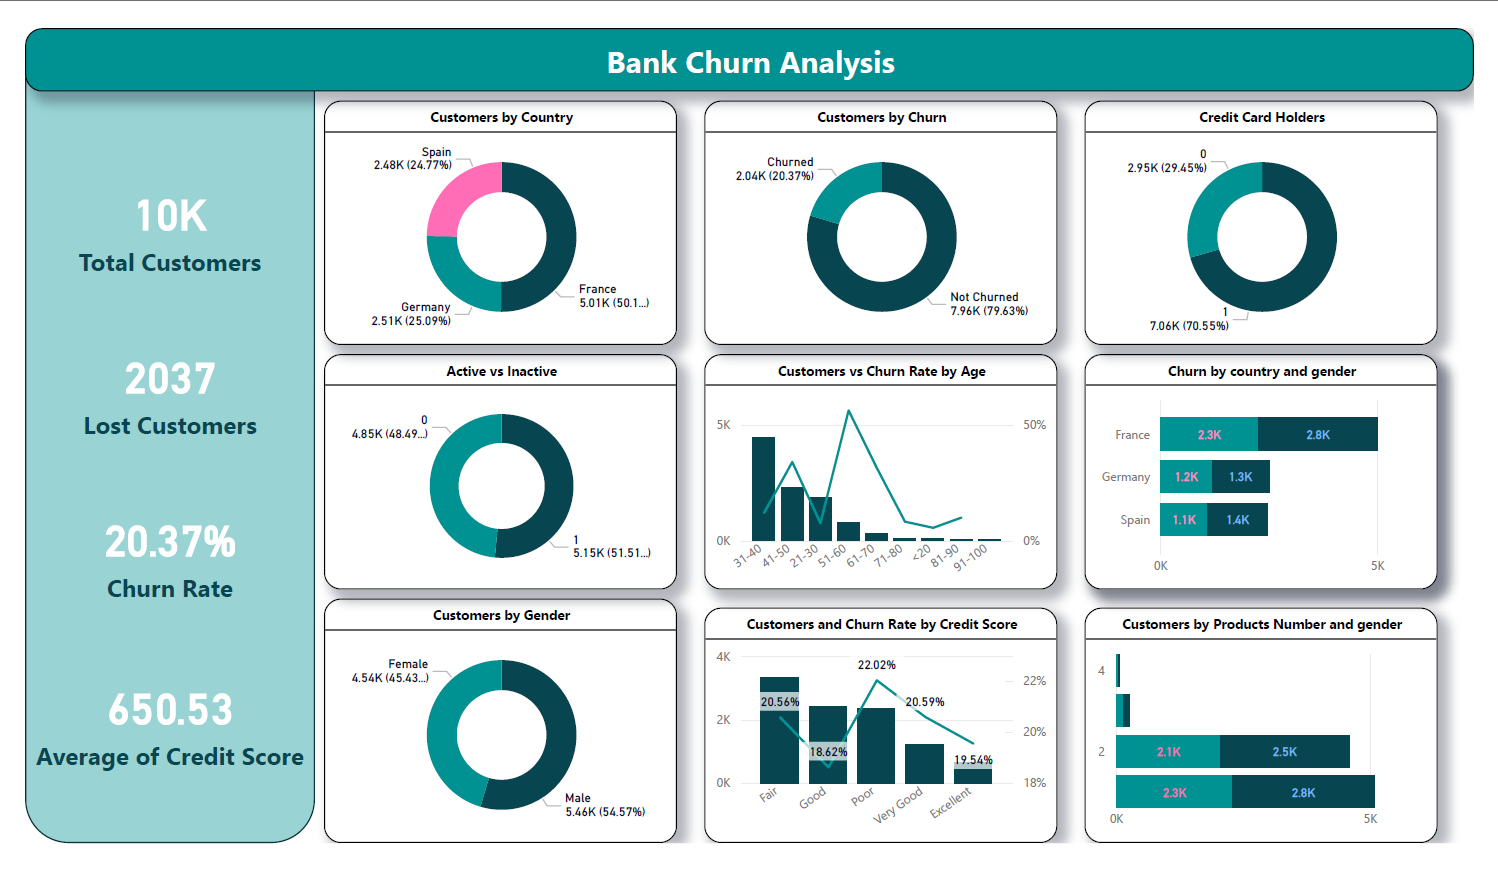 Bank Churn Analysis
10K
Total Customers
2037
Lost Customers
20.37%
Churn Rate
650.53
Average of Credit Score
Customers by Country
Spain
2.48K (24.77%)
France
5.01K (50.1...)
Germany
2.51K (25.09%)
Customers by Churn
Churned
2.04K (20.37%)
Not Churned
7.96K (79.63%)
Credit Card Holders
0
2.95K (29.45%)
1
7.06K (70.55%)
Active vs Inactive
0
4.85K (48.49...)
1
5.15K (51.51...)
Customers vs Churn Rate by Age
5K
50%
0K
0%
31-40
41-50
21-30
51-60
61-70
71-80
<20
81-90
91-100
Churn by country and gender
France
2.3K
2.8K
Germany
1.2K
1.3K
Spain
1.1K
1.4K
0K
5K
Customers by Gender
Female
4.54K (45.43...)
Male
5.46K (54.57%)
Customers and Churn Rate by Credit Score
4K
22.02%
22%
20.56%
20.59%
2K
20%
18.62%
19.54%
0K
18%
Fair
Good
Poor
Very Good
Excellent
Customers by Products Number and gender
4
2
2.1K
2.5K
2.3K
2.8K
0K
5K